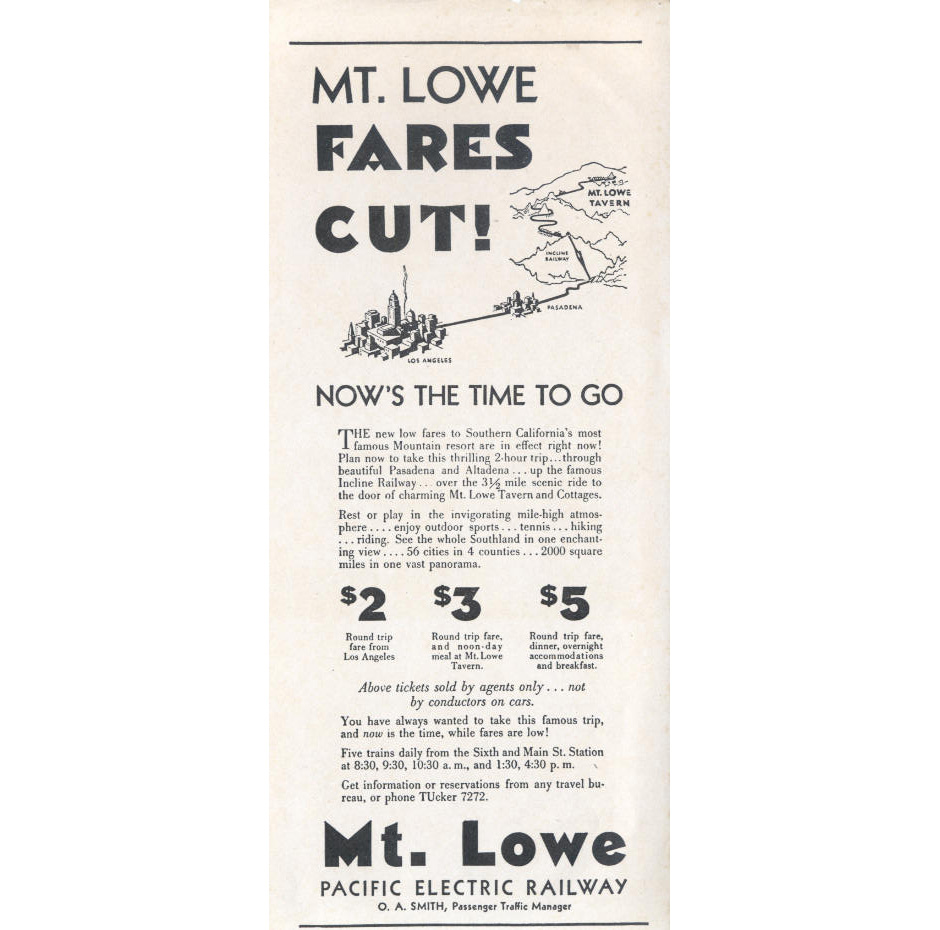 MT. LOWE
FARES
CUT!
MT. LOWE
TAVERN
INCLINE
RAILWAY
PASADENA
LOS ANGELES
NOW'S THE TIME TO GO
THE new low fares to Southern California's most
famous Mountain resort are in effect right now!
Plan now to take this thrilling 2-hour trip...through
beautiful Pasadena and Altadena ... up the famous
Incline Railway... over the 3½ mile scenic ride to
the door of charming Mt. Lowe Tavern and Cottages.
Rest or play in the invigorating mile-high atmos-
phere .... enjoy outdoor sports ... tennis ... hiking
... riding. See the whole Southland in one enchant-
ing view .... 56 cities in 4 counties ... 2000 square
miles in one vast panorama.
$2
Round trip
fare from
Los Angeles
$3
Round trip fare,
and noon-day
meal at Mt. Lowe
Tavern.
$5
Round trip fare,
dinner, overnight
accommodations
and breakfast.
Above tickets sold by agents only ... not
by conductors on cars.
You have always wanted to take this famous trip,
and now is the time, while fares are low!
Five trains daily from the Sixth and Main St. Station
at 8:30, 9:30, 10:30 a. m., and 1:30, 4:30 p. m.
Get information or reservations from any travel bu-
reau, or phone TUcker 7272.
Mt. Lowe
PACIFIC ELECTRIC RAILWAY
O. A. SMITH, Passenger Traffic Manager